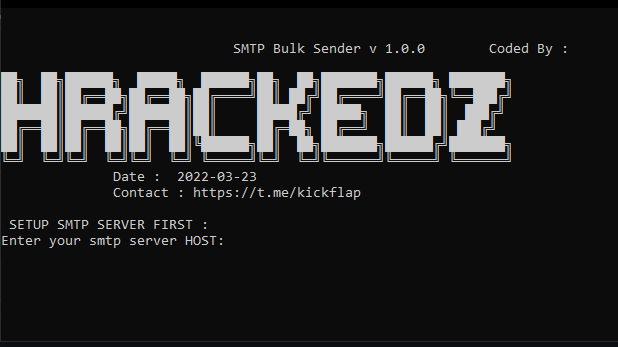 SMTP Bulk Sender v 1.0.0 Coded By :
HRACKEDZ
Date : 2022-03-23
Contact : https://t.me/kickflap
SETUP SMTP SERVER FIRST :
Enter your smtp server HOST: